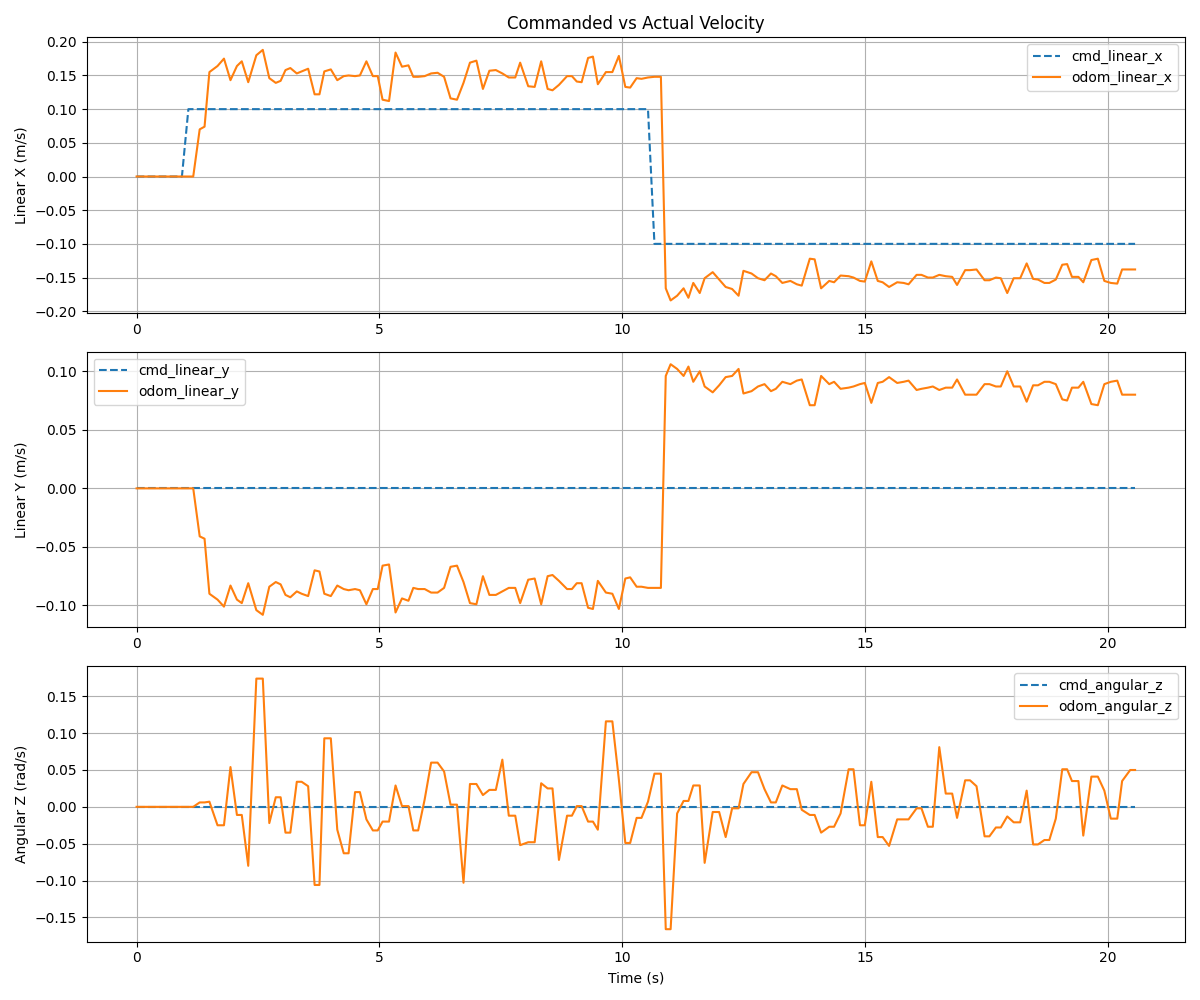 Commanded vs Actual Velocity
0.20
0.15
0.10
0.05
0.00
−0.05
−0.10
−0.15
−0.20
Linear X (m/s)
cmd_linear_x
odom_linear_x
0 5 10 15 20
0.10
0.05
0.00
−0.05
−0.10
Linear Y (m/s)
cmd_linear_y
odom_linear_y
0 5 10 15 20
0.15
0.10
0.05
0.00
−0.05
−0.10
−0.15
Angular Z (rad/s)
cmd_angular_z
odom_angular_z
0 5 10 15 20
Time (s)